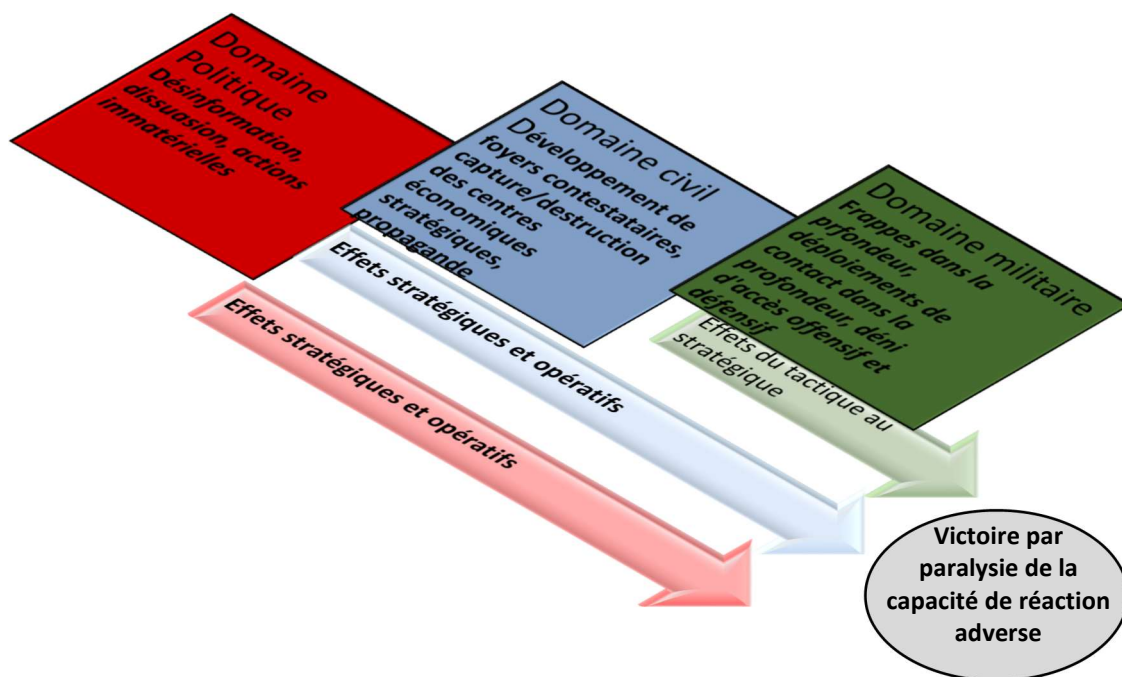 Domaine
Politique
Désinformation,
dissuasion, actions
immatérielles
Domaine civil
Développement de
foyers contestataires,
capture/destruction
des centres
économiques
stratégiques,
propagande
Domaine militaire
Frappes dans la
prfondeur,
déploiements de
contact dans la
profondeur, déni
d'accès offensif et
défensif
Effets stratégiques et opératifs
Effets stratégiques et opératifs
Effets du tactique au
stratégique
Victoire par
paralysie de la
capacité de réaction
adverse